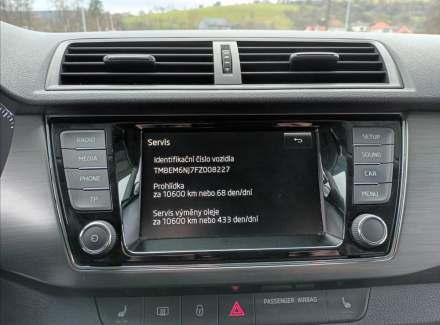 RADIO
MEDIA
PHONE
TP
Servis
Identifikační číslo vozidla
TMBEM6NJ7FZ008227
Prohlídka
za 10600 km nebo 68 den/dní
Servis výměny oleje
za 10600 km nebo 433 den/dní
SETUP
SOUND
CAR
MENU
PASSENGER AIRBAG